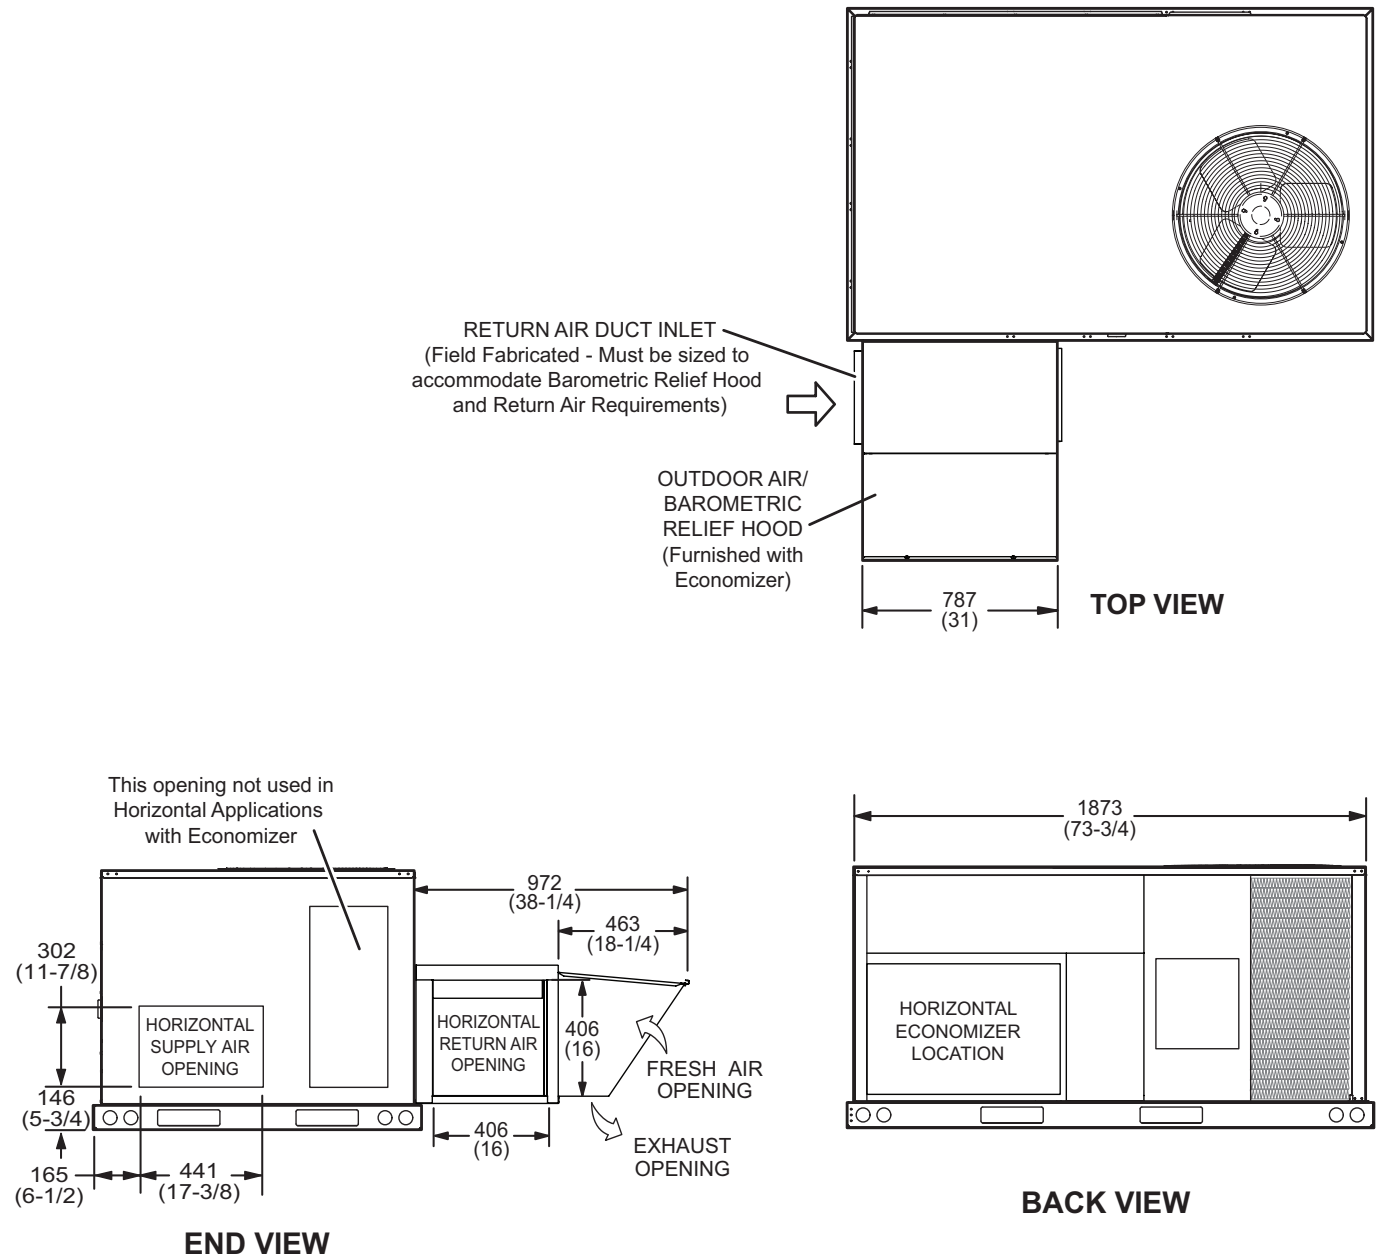 RETURN AIR DUCT INLET
(Field Fabricated - Must be sized to
accommodate Barometric Relief Hood
and Return Air Requirements)
OUTDOOR AIR/
BAROMETRIC
RELIEF HOOD
(Furnished with
Economizer)
787
(31)
TOP VIEW
This opening not used in
Horizontal Applications
with Economizer
972
(38-1/4)
463
(18-1/4)
302
(11-7/8)
HORIZONTAL
SUPPLY AIR
OPENING
HORIZONTAL
RETURN AIR
OPENING
406
(16)
FRESH AIR
OPENING
146
(5-3/4)
406
(16)
EXHAUST
OPENING
165
(6-1/2)
441
(17-3/8)
END VIEW
1873
(73-3/4)
HORIZONTAL
ECONOMIZER
LOCATION
BACK VIEW